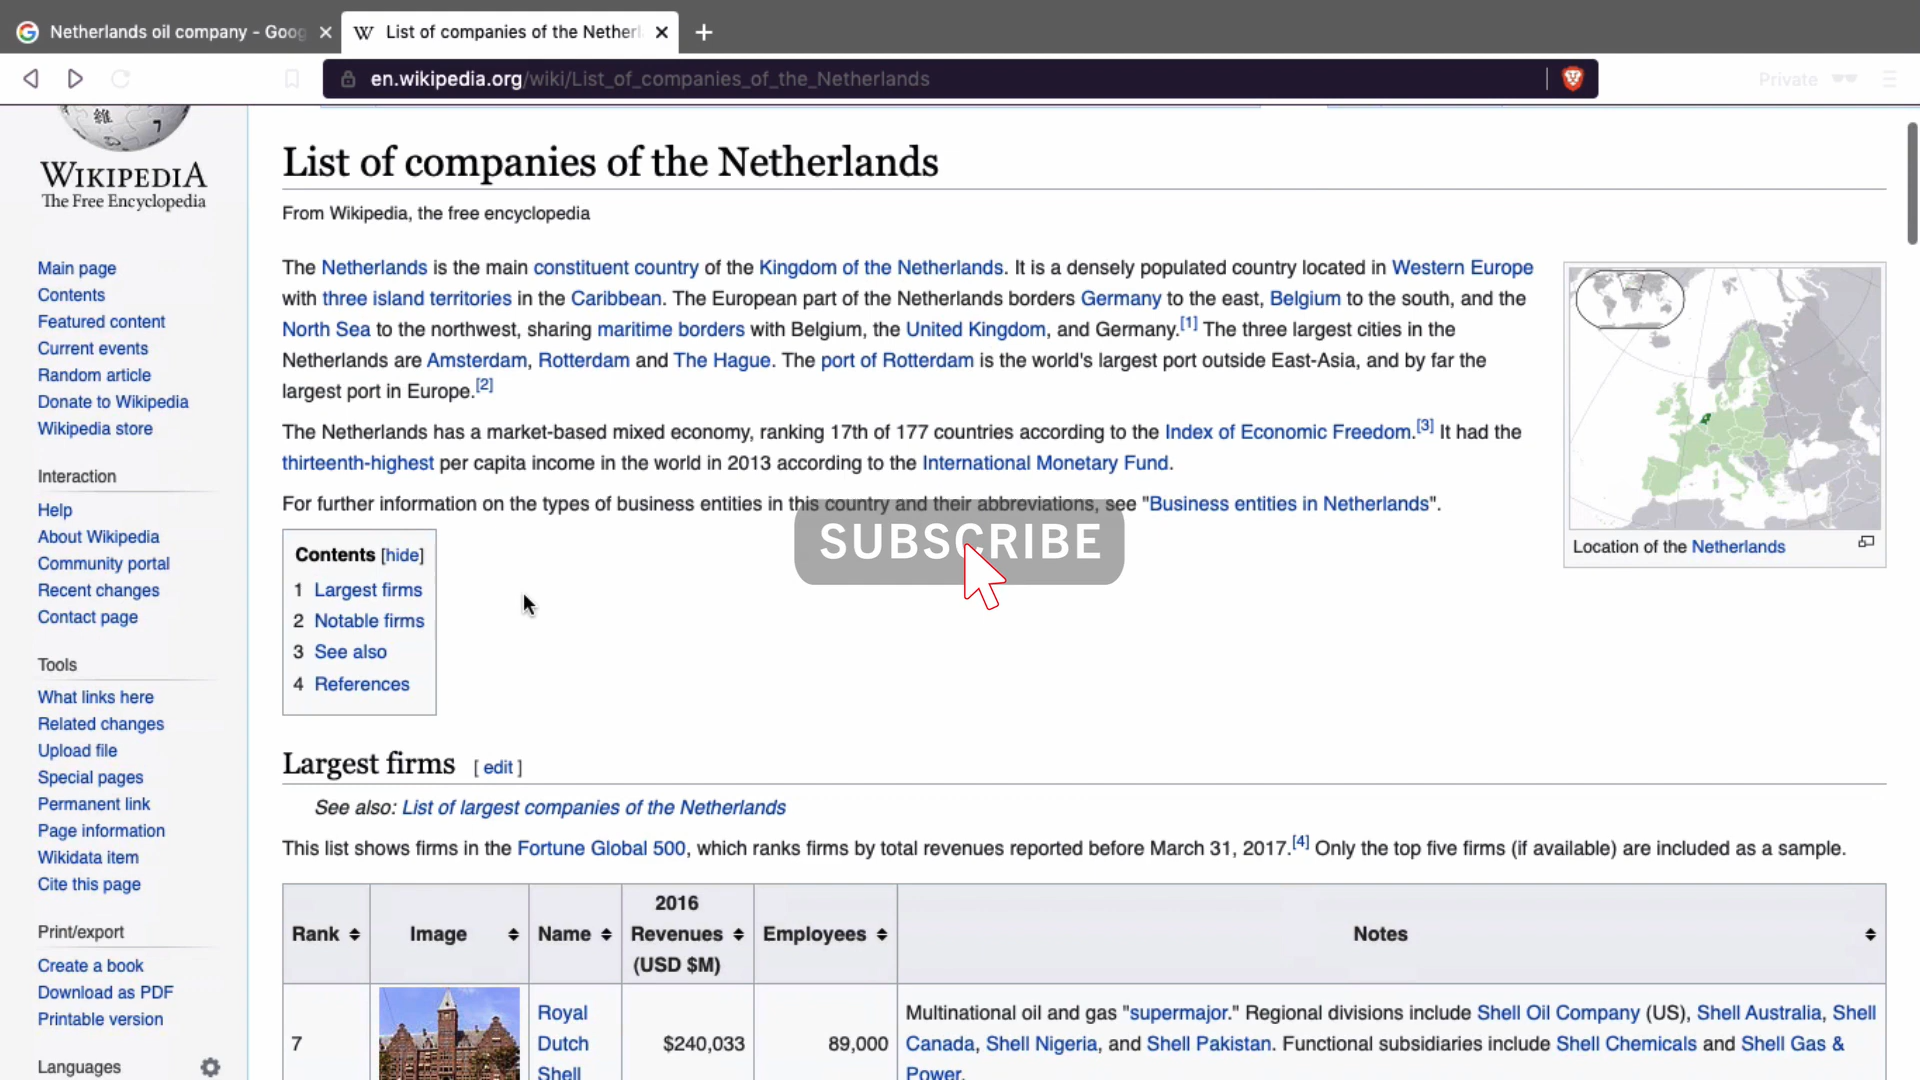 Netherlands oil company - Goog
List of companies of the Netherl
en.wikipedia.org/wiki/List_of_companies_of_the_Netherlands
Private
WIKIPEDIA
The Free Encyclopedia
Main page
Contents
Featured content
Current events
Random article
Donate to Wikipedia
Wikipedia store
Interaction
Help
About Wikipedia
Community portal
Recent changes
Contact page
Tools
What links here
Related changes
Upload file
Special pages
Permanent link
Page information
Wikidata item
Cite this page
Print/export
Create a book
Download as PDF
Printable version
Languages
List of companies of the Netherlands
From Wikipedia, the free encyclopedia
The Netherlands is the main constituent country of the Kingdom of the Netherlands. It is a densely populated country located in Western Europe
with three island territories in the Caribbean. The European part of the Netherlands borders Germany to the east, Belgium to the south, and the
North Sea to the northwest, sharing maritime borders with Belgium, the United Kingdom, and Germany.[1] The three largest cities in the
Netherlands are Amsterdam, Rotterdam and The Hague. The port of Rotterdam is the world's largest port outside East-Asia, and by far the
largest port in Europe.[2]
The Netherlands has a market-based mixed economy, ranking 17th of 177 countries according to the Index of Economic Freedom.[3] It had the
thirteenth-highest per capita income in the world in 2013 according to the International Monetary Fund.
For further information on the types of business entities in this country and their abbreviations, see "Business entities in Netherlands".
Location of the Netherlands
SUBSCRIBE
Contents [hide]
1 Largest firms
2 Notable firms
3 See also
4 References
Largest firms [ edit ]
See also: List of largest companies of the Netherlands
This list shows firms in the Fortune Global 500, which ranks firms by total revenues reported before March 31, 2017.[4] Only the top five firms (if available) are included as a sample.
Rank Image Name 2016 Revenues (USD $M) Employees Notes
7
Royal
Dutch
Shell
$240,033
89,000
Multinational oil and gas "supermajor." Regional divisions include Shell Oil Company (US), Shell Australia, Shell
Canada, Shell Nigeria, and Shell Pakistan. Functional subsidiaries include Shell Chemicals and Shell Gas &
Power.